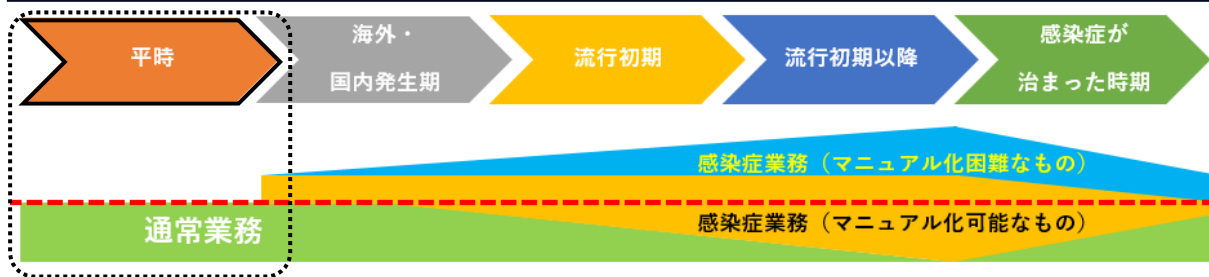 平時
海外・
国内発生期
流行初期
流行初期以降
感染症が
治まった時期
感染症業務（マニュアル化困難なもの）
感染症業務（マニュアル化可能なもの）
通常業務